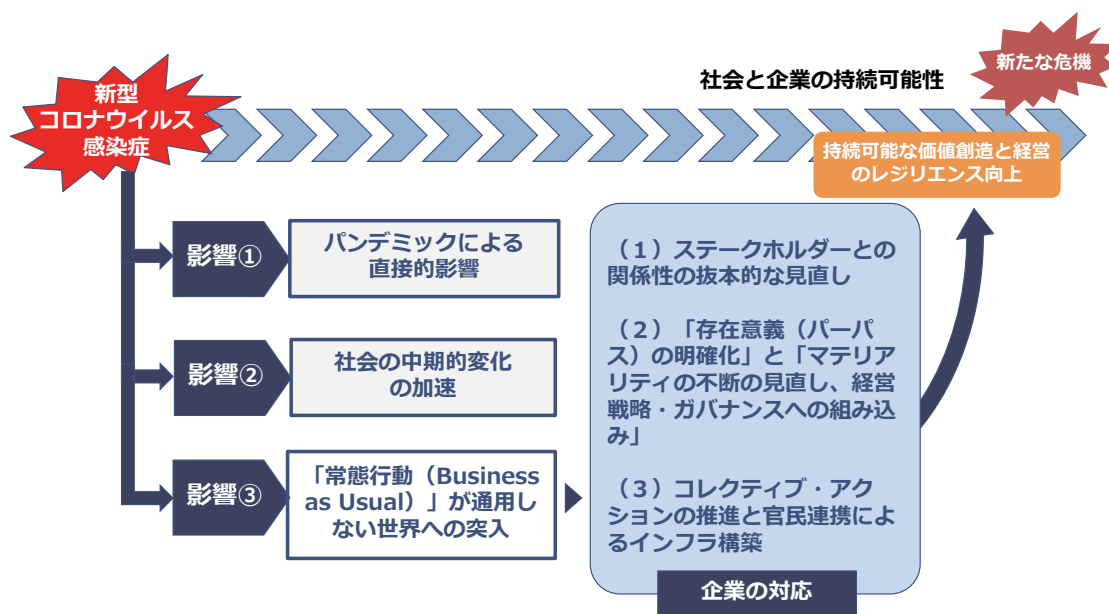 新たな危機
社会と企業の持続可能性
新型
コロナウイルス
感染症
持続可能な価値創造と経営
のレジリエンス向上
影響①
パンデミックによる
直接的影響
影響②
社会の中期的変化
の加速
影響③
「常態行動（Business
as Usual）」が通用し
ない世界への突入
（１）ステークホルダーとの
関係性の抜本的な見直し
（２）「存在意義（パーパ
ス）の明確化」と「マテリア
リティの不断の見直し、経営
戦略・ガバナンスへの組み込
み」
（３）コレクティブ・アク
ションの推進と官民連携によ
るインフラ構築
企業の対応